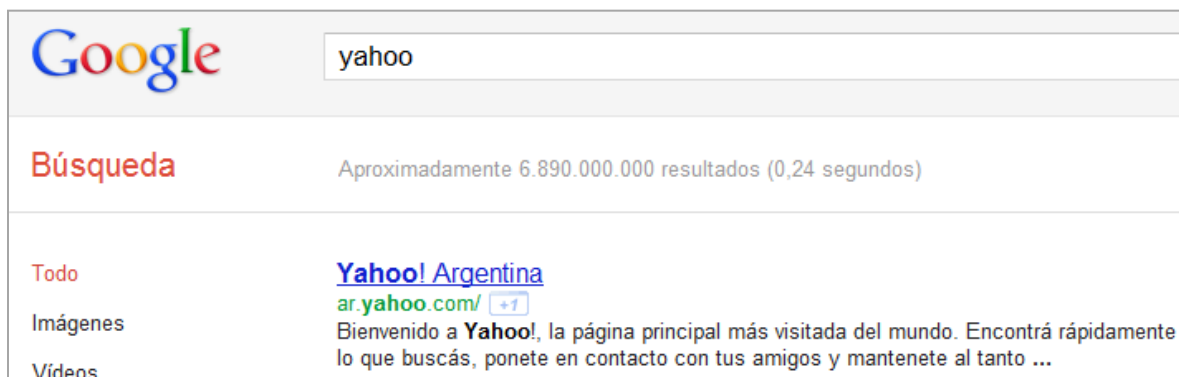 Google
yahoo
Búsqueda
Aproximadamente 6.890.000.000 resultados (0,24 segundos)
Todo
Imágenes
Vídeos
Yahoo! Argentina
ar.yahoo.com/ +1
Bienvenido a Yahoo!, la página principal más visitada del mundo. Encontrá rápidamente
lo que buscás, ponete en contacto con tus amigos y mantenete al tanto ...